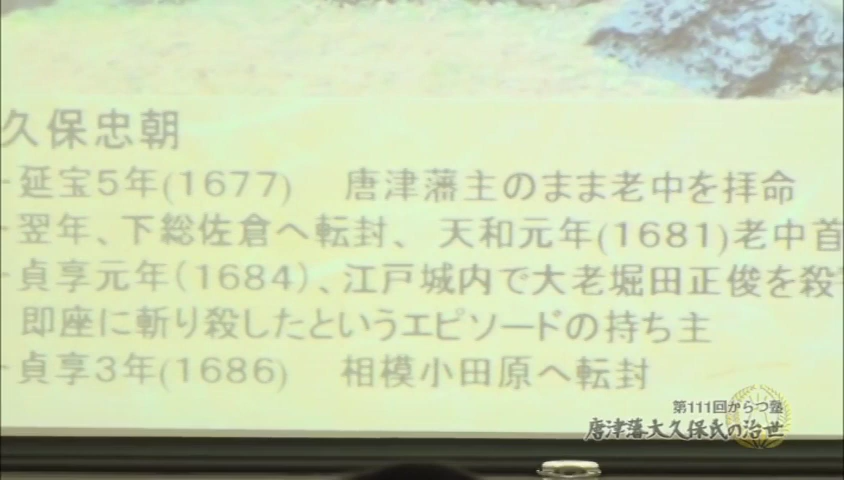 久保忠朝
-延宝5年(1677)　唐津藩主のまま老中を拝命
-翌年、下総佐倉へ転封、天和元年(1681)老中首
-貞享元年(1684)、江戸城内で大老堀田正俊を殺
即座に斬り殺したというエピソードの持ち主
-貞享3年(1686)　相模小田原へ転封
第111回からつ塾
唐津藩大久保氏の治世